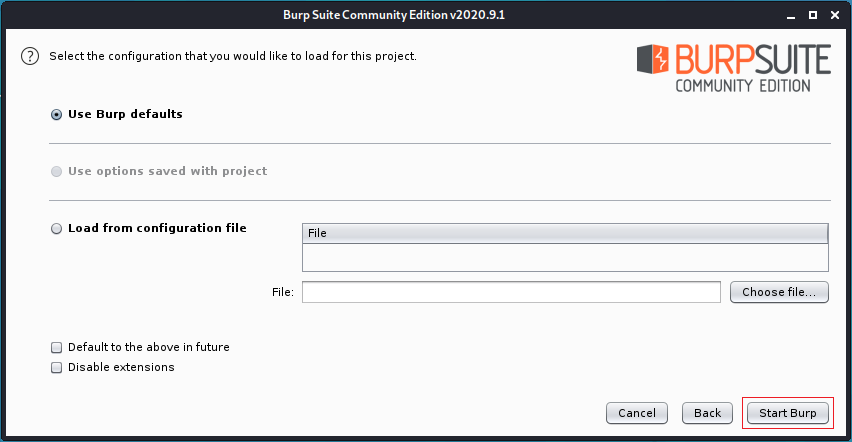 Burp Suite Community Edition v2020.9.1
? Select the configuration that you would like to load for this project.
BURPSUITE
COMMUNITY EDITION
Use Burp defaults
Use options saved with project
Load from configuration file
File
File:
Choose file...
Default to the above in future
Disable extensions
Cancel Back Start Burp